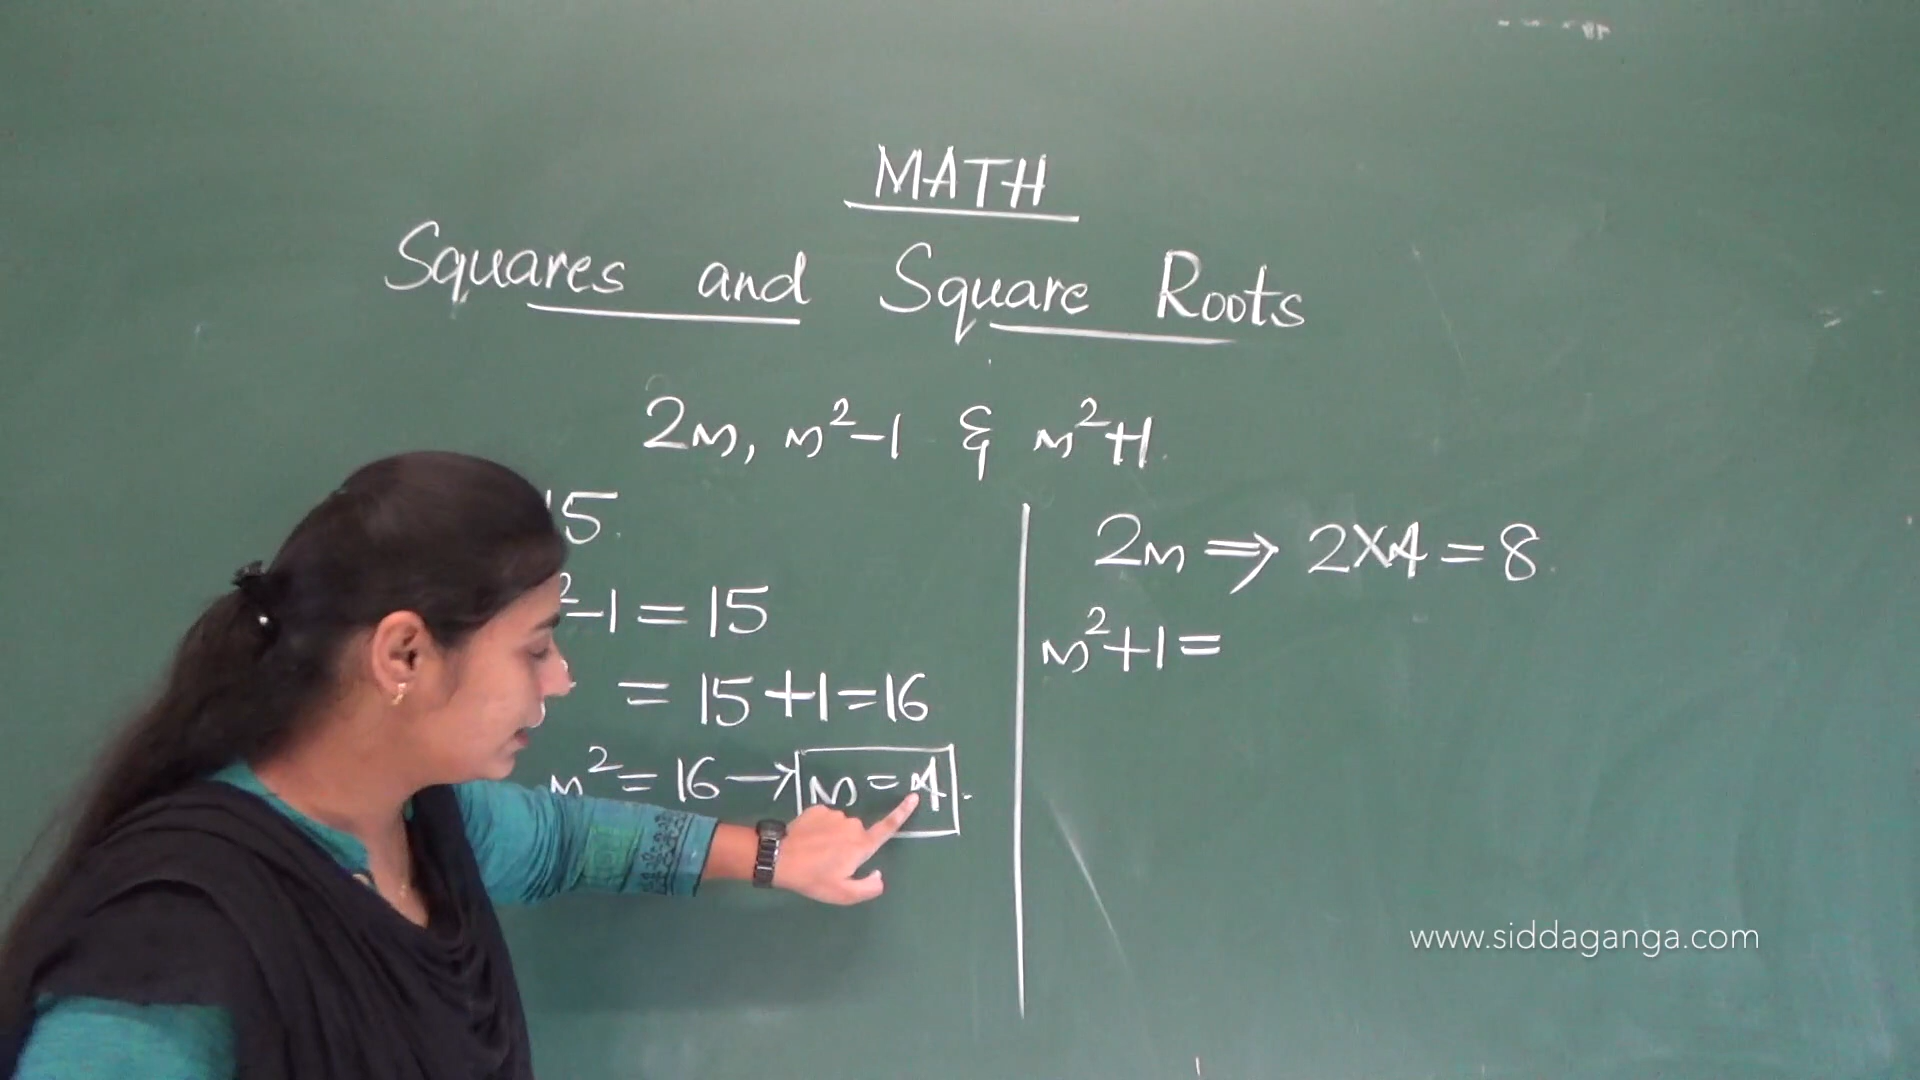 MATH
Squares and Square Roots
2m, m²-1 & m²+1.
15.
²-1 = 15
= 15+1=16
m² = 16 → m = 4.
2m ⇒ 2X4 = 8
m²+1 =
www.siddaganga.com